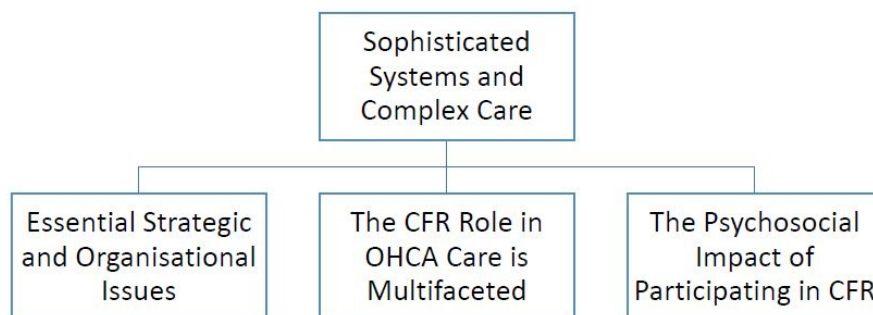 Sophisticated
Systems and
Complex Care
Essential Strategic
and Organisational
Issues
The CFR Role in
OHCA Care is
Multifaceted
The Psychosocial
Impact of
Participating in CFR